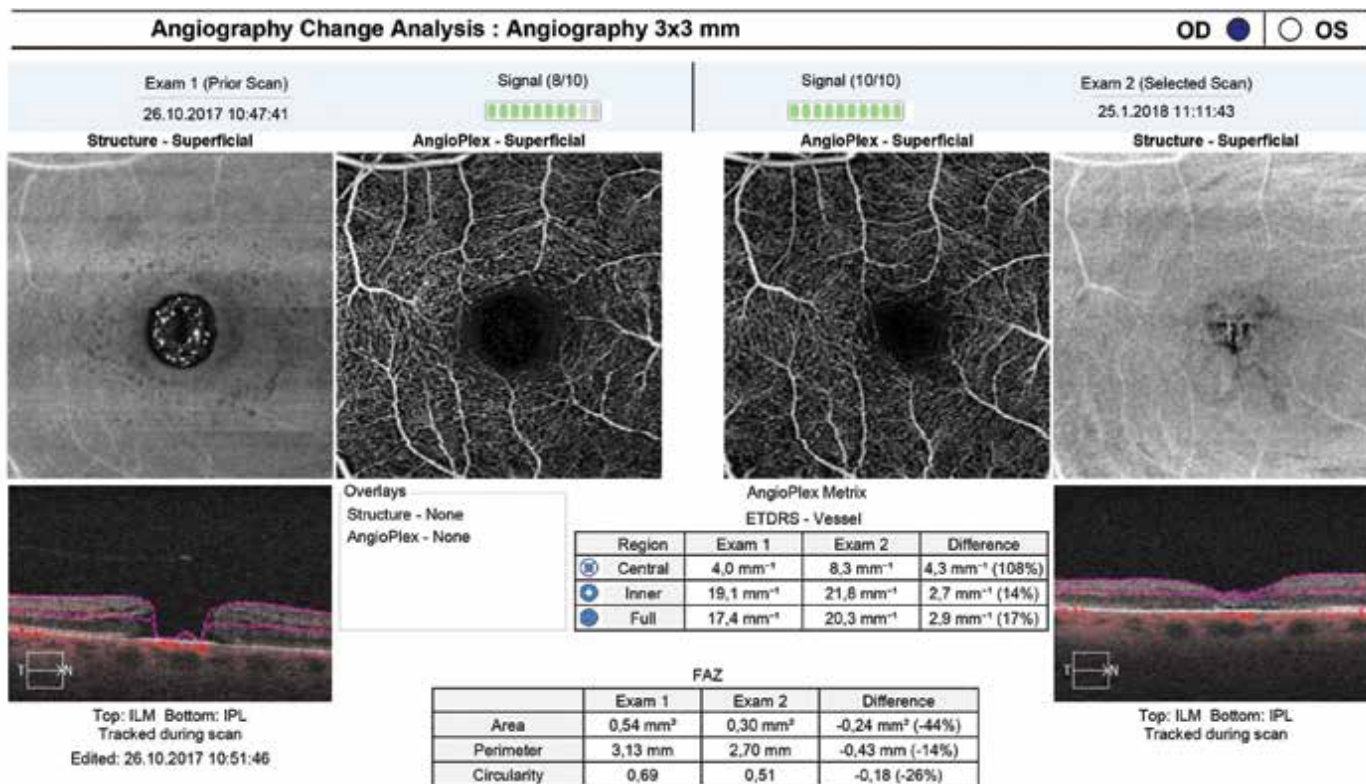 Angiography Change Analysis : Angiography 3x3 mm
OD OS
Exam 1 (Prior Scan)
26.10.2017 10:47:41
Signal (8/10)
Signal (10/10)
Exam 2 (Selected Scan)
25.1.2018 11:11:43
Structure - Superficial
AngioPlex - Superficial
AngioPlex - Superficial
Structure - Superficial
Overlays
Structure - None
AngioPlex - None
AngioPlex Metrix
ETDRS - Vessel
Region Exam 1 Exam 2 Difference
Central 4,0 mm⁻¹ 8,3 mm⁻¹ 4,3 mm⁻¹ (108%)
Inner 19,1 mm⁻¹ 21,8 mm⁻¹ 2,7 mm⁻¹ (14%)
Full 17,4 mm⁻¹ 20,3 mm⁻¹ 2,9 mm⁻¹ (17%)
T N
T N
Top: ILM Bottom: IPL
Tracked during scan
Edited: 26.10.2017 10:51:46
FAZ
Exam 1 Exam 2 Difference
Area 0,54 mm² 0,30 mm² -0,24 mm² (-44%)
Perimeter 3,13 mm 2,70 mm -0,43 mm (-14%)
Circularity 0,69 0,51 -0,18 (-26%)
Top: ILM Bottom: IPL
Tracked during scan